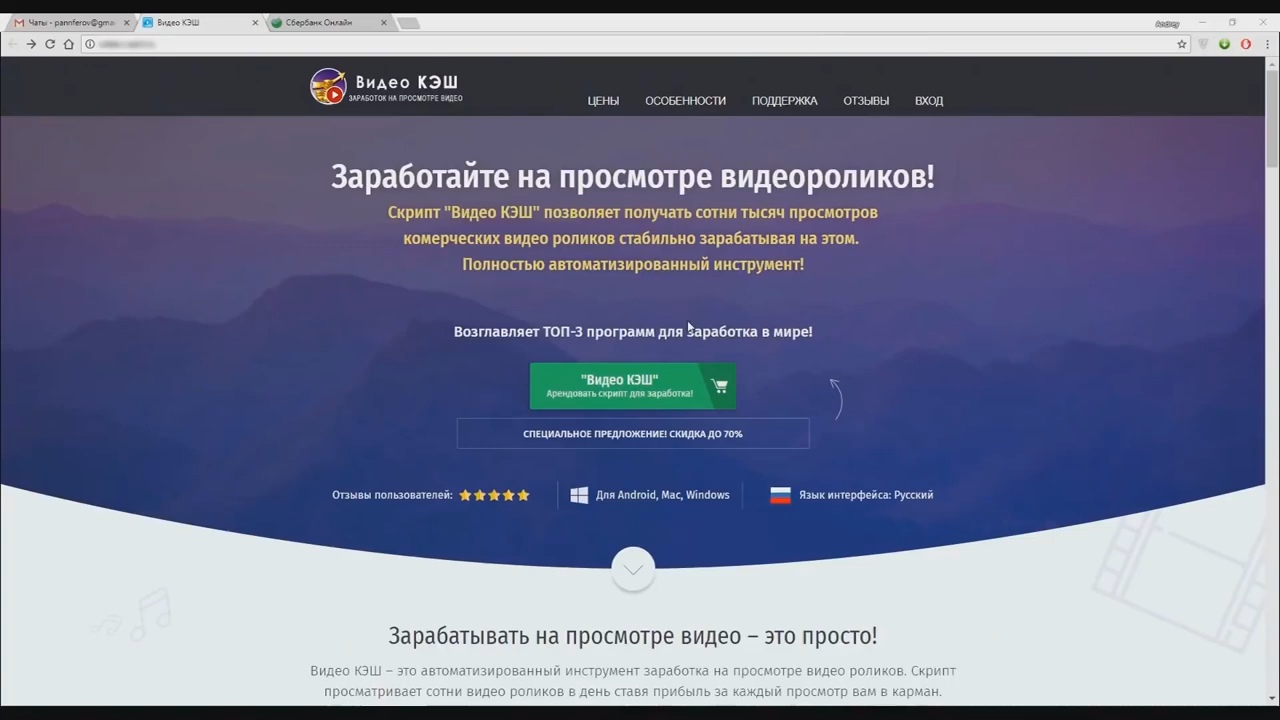 Чаты - pannferov@gma
Видео КЭШ
Сбербанк Онлайн
Andrey
Видео КЭШ
ЗАРАБОТОК НА ПРОСМОТРЕ ВИДЕО
ЦЕНЫ ОСОБЕННОСТИ ПОДДЕРЖКА ОТЗЫВЫ ВХОД
Заработайте на просмотре видеороликов!
Скрипт "Видео КЭШ" позволяет получать сотни тысяч просмотров
комерческих видео роликов стабильно зарабатывая на этом.
Полностью автоматизированный инструмент!
Возглавляет ТОП-3 программ для заработка в мире!
"Видео КЭШ"
Арендовать скрипт для заработка!
СПЕЦИАЛЬНОЕ ПРЕДЛОЖЕНИЕ! СКИДКА ДО 70%
Отзывы пользователей:
Для Android, Mac, Windows
Язык интерфейса: Русский
Зарабатывать на просмотре видео – это просто!
Видео КЭШ – это автоматизированный инструмент заработка на просмотре видео роликов. Скрипт
просматривает сотни видео роликов в день ставя прибыль за каждый просмотр вам в карман.